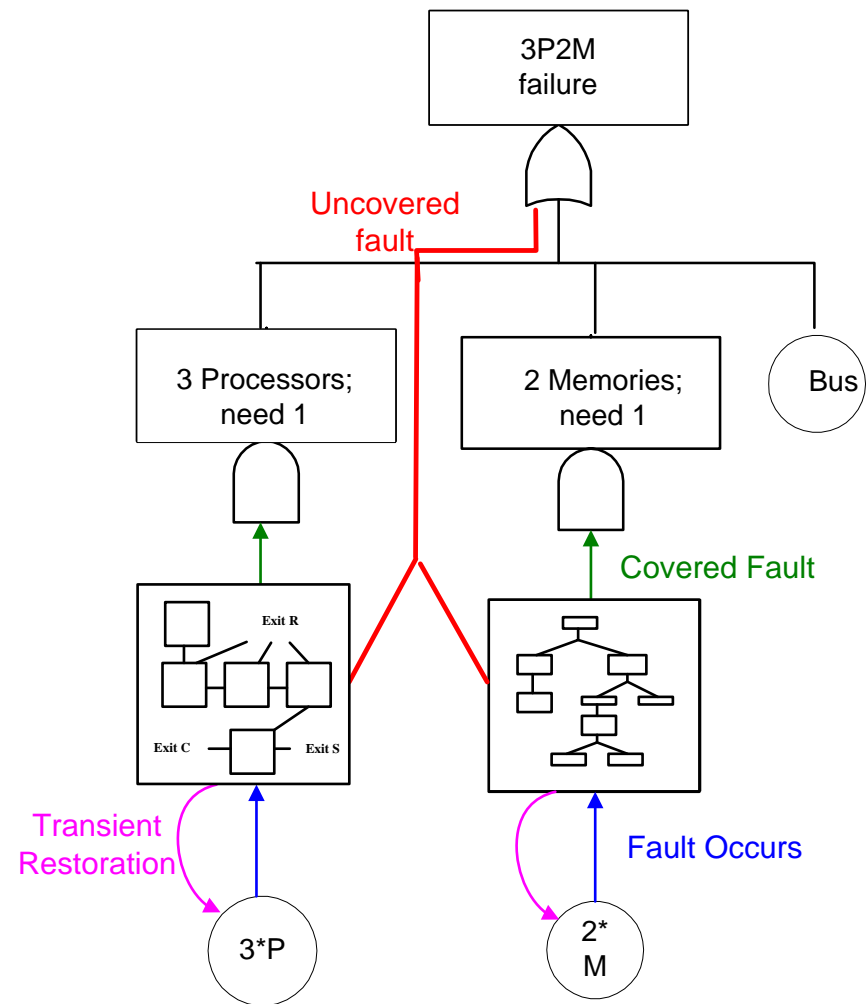 3P2M
failure
Uncovered
fault
3 Processors;
need 1
2 Memories;
need 1
Bus
Covered Fault
Exit R
Exit C
Exit S
Transient
Restoration
Fault Occurs
3*P
2*
M